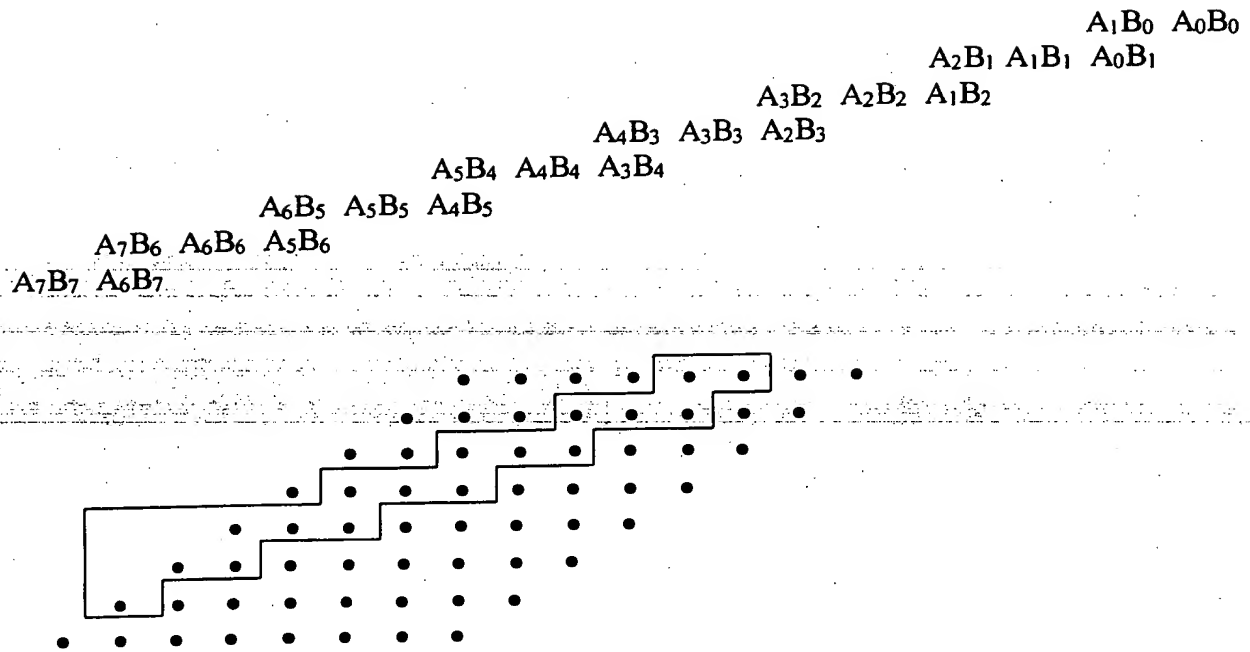 A₁B₀ A₀B₀
A₂B₁ A₁B₁ A₀B₁
A₃B₂ A₂B₂ A₁B₂
A₄B₃ A₃B₃ A₂B₃
A₅B₄ A₄B₄ A₃B₄
A₆B₅ A₅B₅ A₄B₅
A₇B₆ A₆B₆ A₅B₆
A₇B₇ A₆B₇